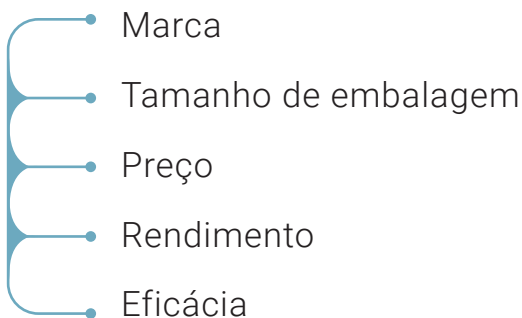 Marca
Tamanho de embalagem
Preço
Rendimento
Eficácia